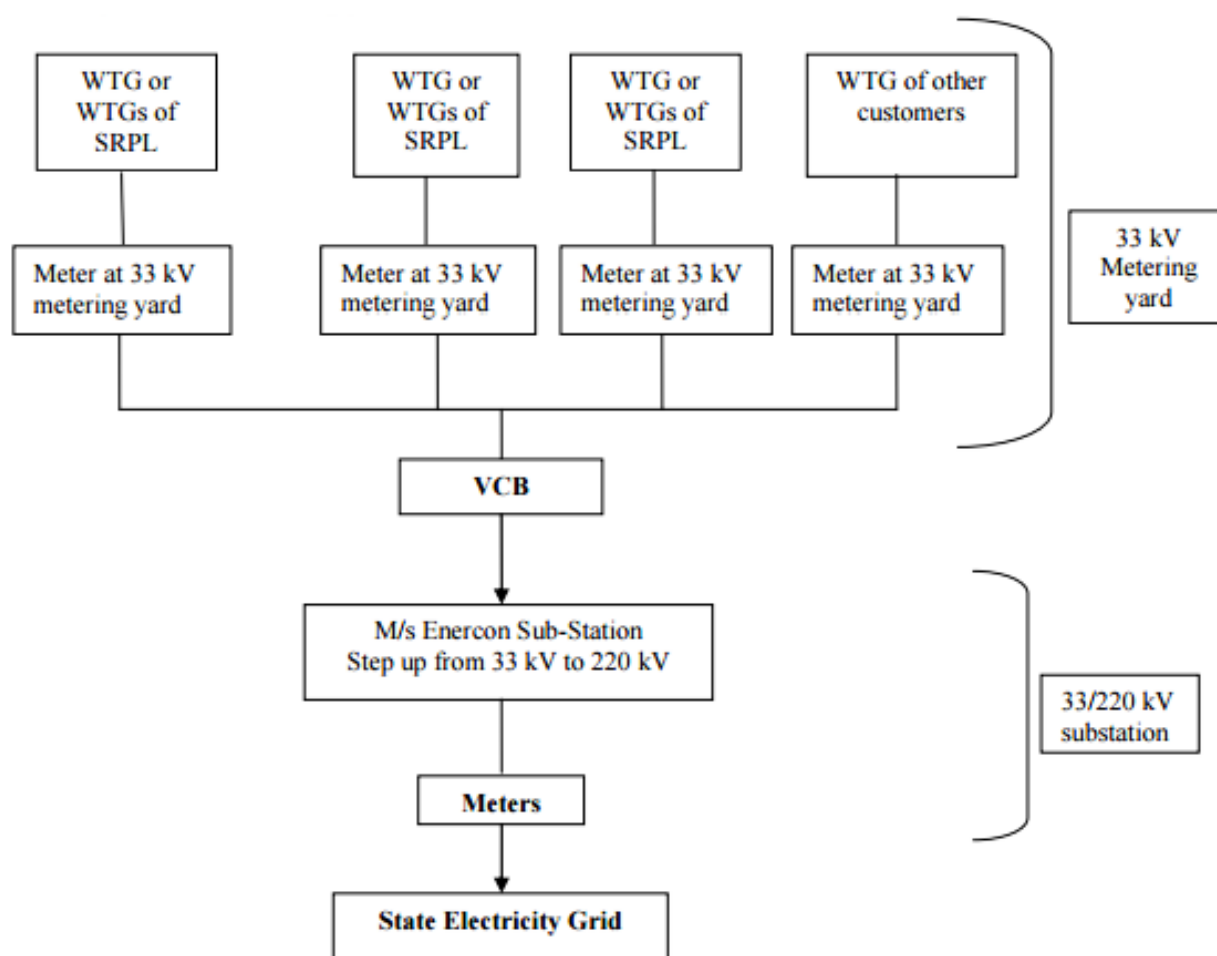 WTG or
WTGs of
SRPL
WTG or
WTGs of
SRPL
WTG or
WTGs of
SRPL
WTG of other
customers
Meter at 33 kV
metering yard
Meter at 33 kV
metering yard
Meter at 33 kV
metering yard
Meter at 33 kV
metering yard
33 kV
Metering
yard
VCB
M/s Enercon Sub-Station
Step up from 33 kV to 220 kV
33/220 kV
substation
Meters
State Electricity Grid